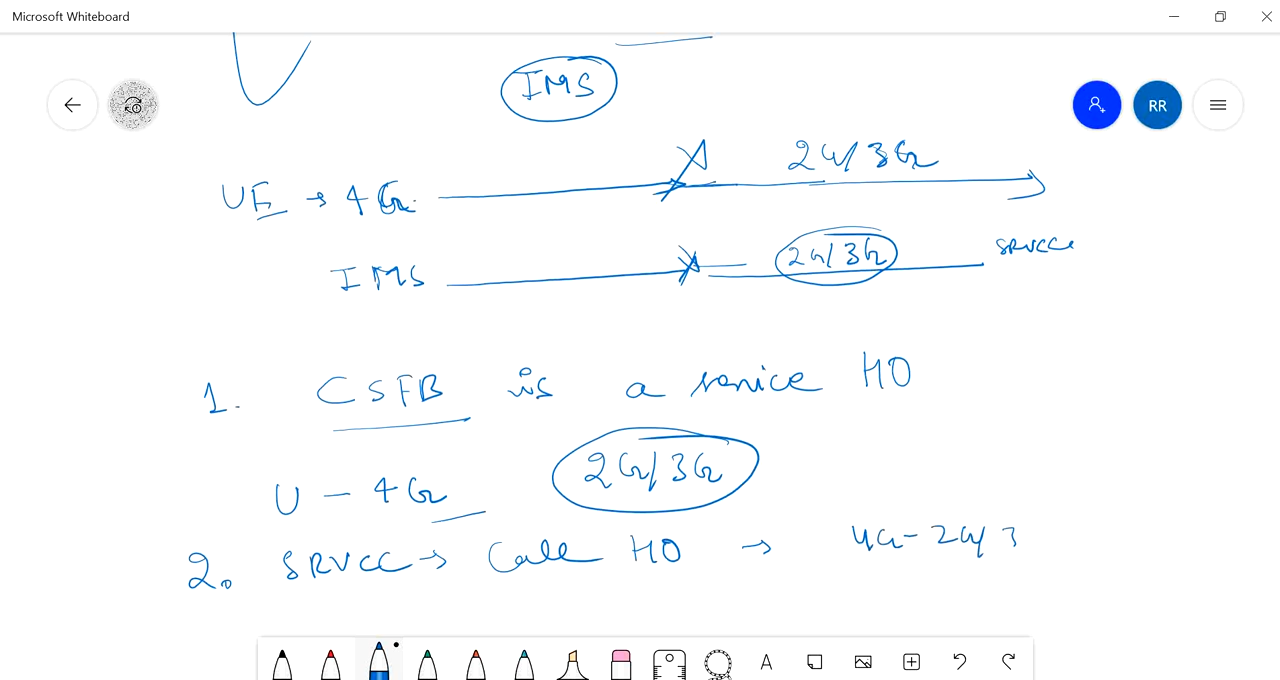 Microsoft Whiteboard
IMS
RR
2G/3G
UE → 4G
2G/3G
SRVCC
IMS
1. CSFB is a service HO
2G/3G
U - 4G
2. SRVCC → Call HO → 4G - 2G/3
A